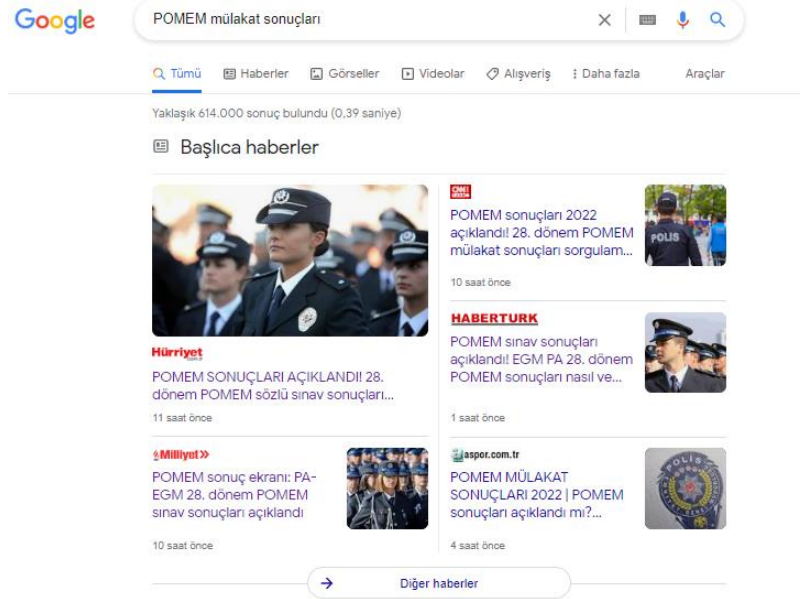 Google
POMEM mülakat sonuçları
Tümü
Haberler
Görseller
Videolar
Alışveriş
Daha fazla
Araçlar
Yaklaşık 614.000 sonuç bulundu (0,39 saniye)
Başlıca haberler
Hürriyet
POMEM SONUÇLARI AÇIKLANDI! 28.
dönem POMEM sözlü sınav sonuçları...
11 saat önce
Milliyet
POMEM sonuç ekranı: PA-
EGM 28. dönem POMEM
sınav sonuçları açıklandı
10 saat önce
CNN
POMEM sonuçları 2022
açıklandı! 28. dönem POMEM
mülakat sonuçları sorgulam...
10 saat önce
POLIS
HABERTURK
POMEM sınav sonuçları
açıklandı! EGM PA 28. dönem
POMEM sonuçları nasıl ve...
1 saat önce
aspor.com.tr
POMEM MÜLAKAT
SONUÇLARI 2022 | POMEM
sonuçları açıklandı mı?...
4 saat önce
POLİS
Diğer haberler